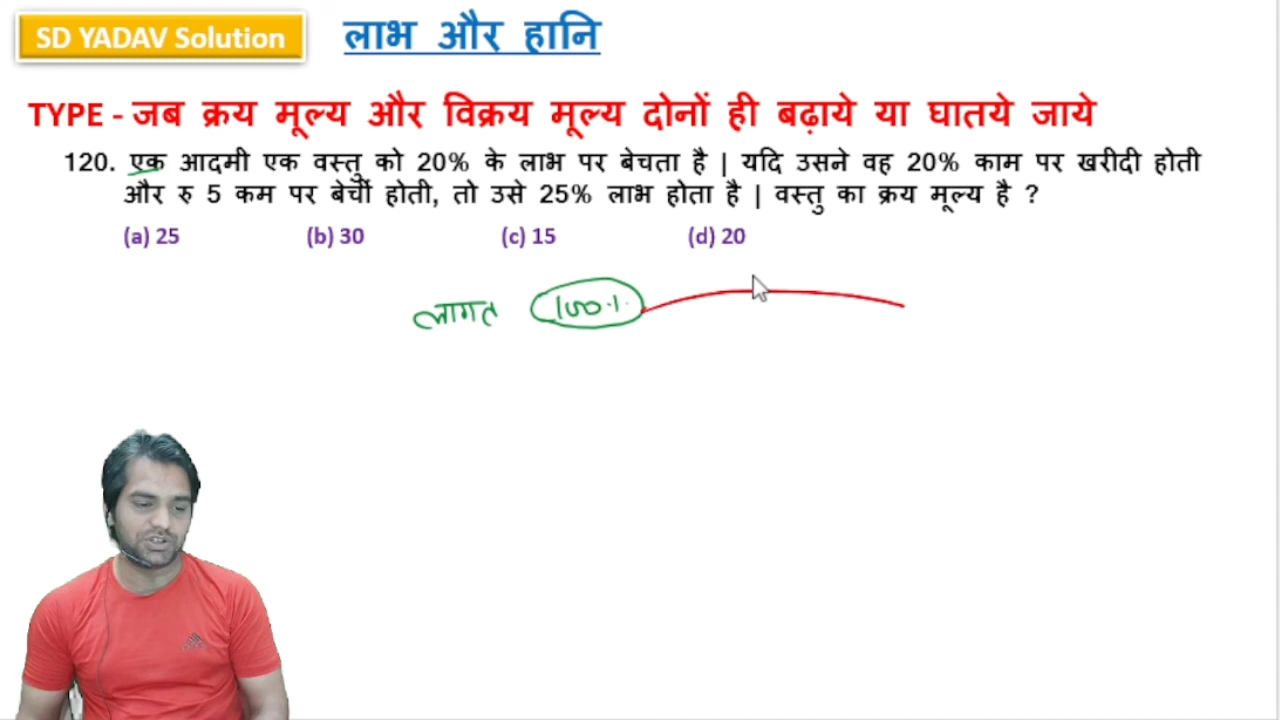 SD YADAV Solution
लाभ और हानि
TYPE - जब क्रय मूल्य और विक्रय मूल्य दोनों ही बढ़ाये या घातये जाये
120. एक आदमी एक वस्तु को 20% के लाभ पर बेचता है | यदि उसने वह 20% काम पर खरीदी होती
और रु 5 कम पर बेची होती, तो उसे 25% लाभ होता है | वस्तु का क्रय मूल्य है ?
(a) 25 (b) 30 (c) 15 (d) 20
लागत 100%